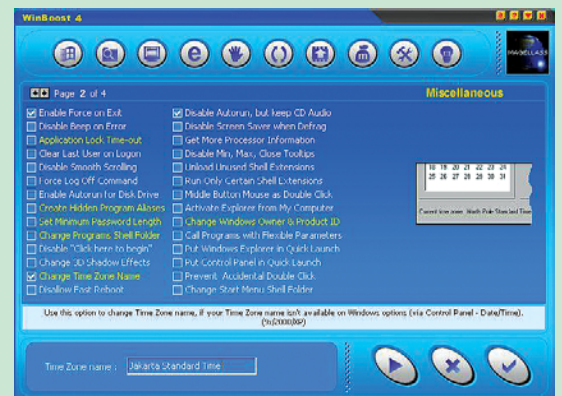 WinBoost 4
MAGELLASS
Page 2 of 4
Miscellaneous
Enable Force on Exit
Disable Beep on Error
Application Lock Time-out
Clear Last User on Logon
Disable Smooth Scrolling
Force Log Off Command
Enable Autorun for Disk Drive
Create Hidden Program Aliases
Set Minimum Password Length
Change Programs Shell Folder
Disable "Click here to begin"
Change 3D Shadow Effects
Change Time Zone Name
Disallow Fast Reboot
Disable Autorun, but keep CD Audio
Disable Screen Saver when Defrag
Get More Processor Information
Disable Min, Max, Close Tooltips
Unload Unused Shell Extensions
Run Only Certain Shell Extensions
Middle Button Mouse as Double Click
Activate Explorer from My Computer
Change Windows Owner & Product ID
Call Programs with Flexible Parameters
Put Windows Explorer in Quick Launch
Put Control Panel in Quick Launch
Prevent Accidental Double Click
Change Start Menu Shell Folder
18 19 20 21 22 23 24
25 26 27 28 29 30 31
Current time zone: North Pole Standard Time
Use this option to change Time Zone name, if your Time Zone name isn't available on Windows options (via Control Panel - Date/Time).
Time Zone name :
Jakarta Standard Time